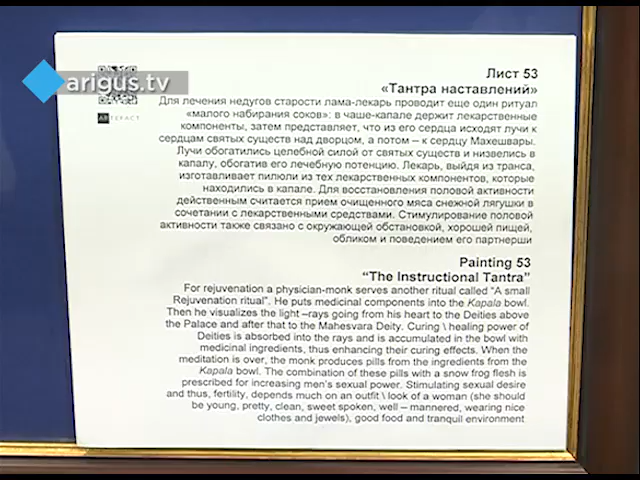 arigus.tv
ARTEFACT
Лист 53
«Тантра наставлений»
Для лечения недугов старости лама-лекарь проводит еще один ритуал
«малого набирания соков»: в чаше-капале держит лекарственные
компоненты, затем представляет, что из его сердца исходят лучи к
сердцам святых существ над дворцом, а потом – к сердцу Махешвары.
Лучи обогатились целебной силой от святых существ и низвелись в
капалу, обогатив его лечебную потенцию. Лекарь, выйдя из транса,
изготавливает пилюли из тех лекарственных компонентов, которые
находились в капале. Для восстановления половой активности
действенным считается прием очищенного мяса снежной лягушки в
сочетании с лекарственными средствами. Стимулирование половой
активности также связано с окружающей обстановкой, хорошей пищей,
обликом и поведением его партнерши
Painting 53
“The Instructional Tantra”
For rejuvenation a physician-monk serves another ritual called “A small
Rejuvenation ritual”. He puts medicinal components into the Kapala bowl.
Then he visualizes the light –rays going from his heart to the Deities above
the Palace and after that to the Mahesvara Deity. Curing \ healing power of
Deities is absorbed into the rays and is accumulated in the bowl with
medicinal ingredients, thus enhancing their curing effects. When the
meditation is over, the monk produces pills from the ingredients from the
Kapala bowl. The combination of these pills with a snow frog flesh is
prescribed for increasing men's sexual power. Stimulating sexual desire
and thus, fertility, depends much on an outfit \ look of a woman (she should
be young, pretty, clean, sweet spoken, well – mannered, wearing nice
clothes and jewels), good food and tranquil environment